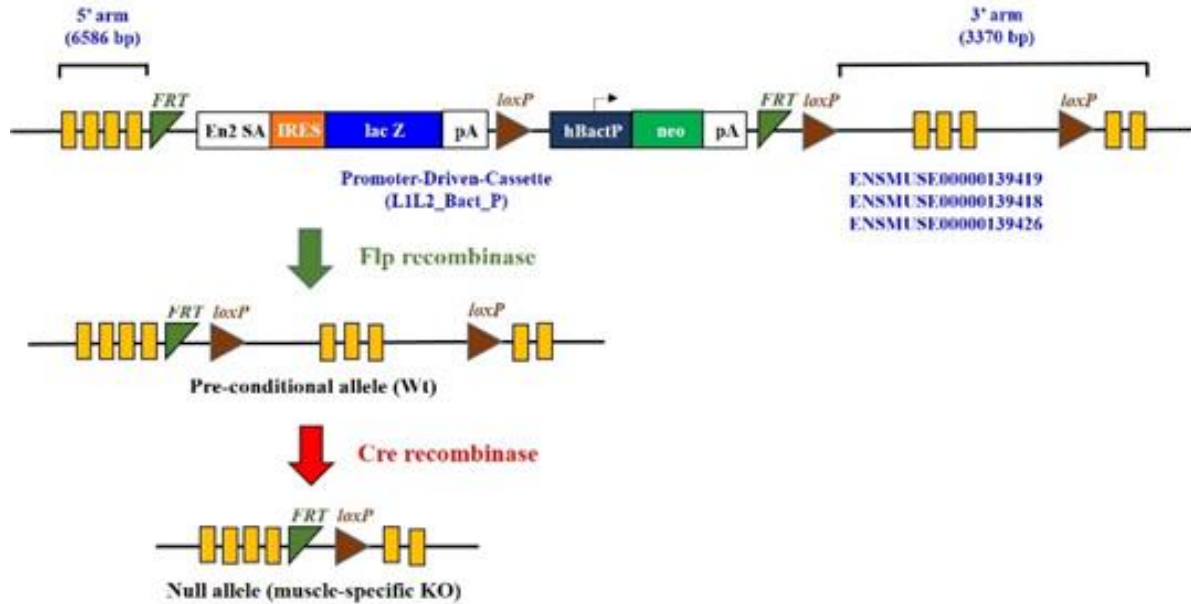 5' arm
(6586 bp)
3' arm
(3370 bp)
FRT
loxP
FRT
loxP
loxP
En2 SA
IRES
lac Z
pA
hBactP
neo
pA
Promoter-Driven-Cassette
(L1L2_Bact_P)
ENSMUSE00000139419
ENSMUSE00000139418
ENSMUSE00000139426
Flp recombinase
FRT
loxP
loxP
Pre-conditional allele (Wt)
Cre recombinase
FRT
loxP
Null allele (muscle-specific KO)